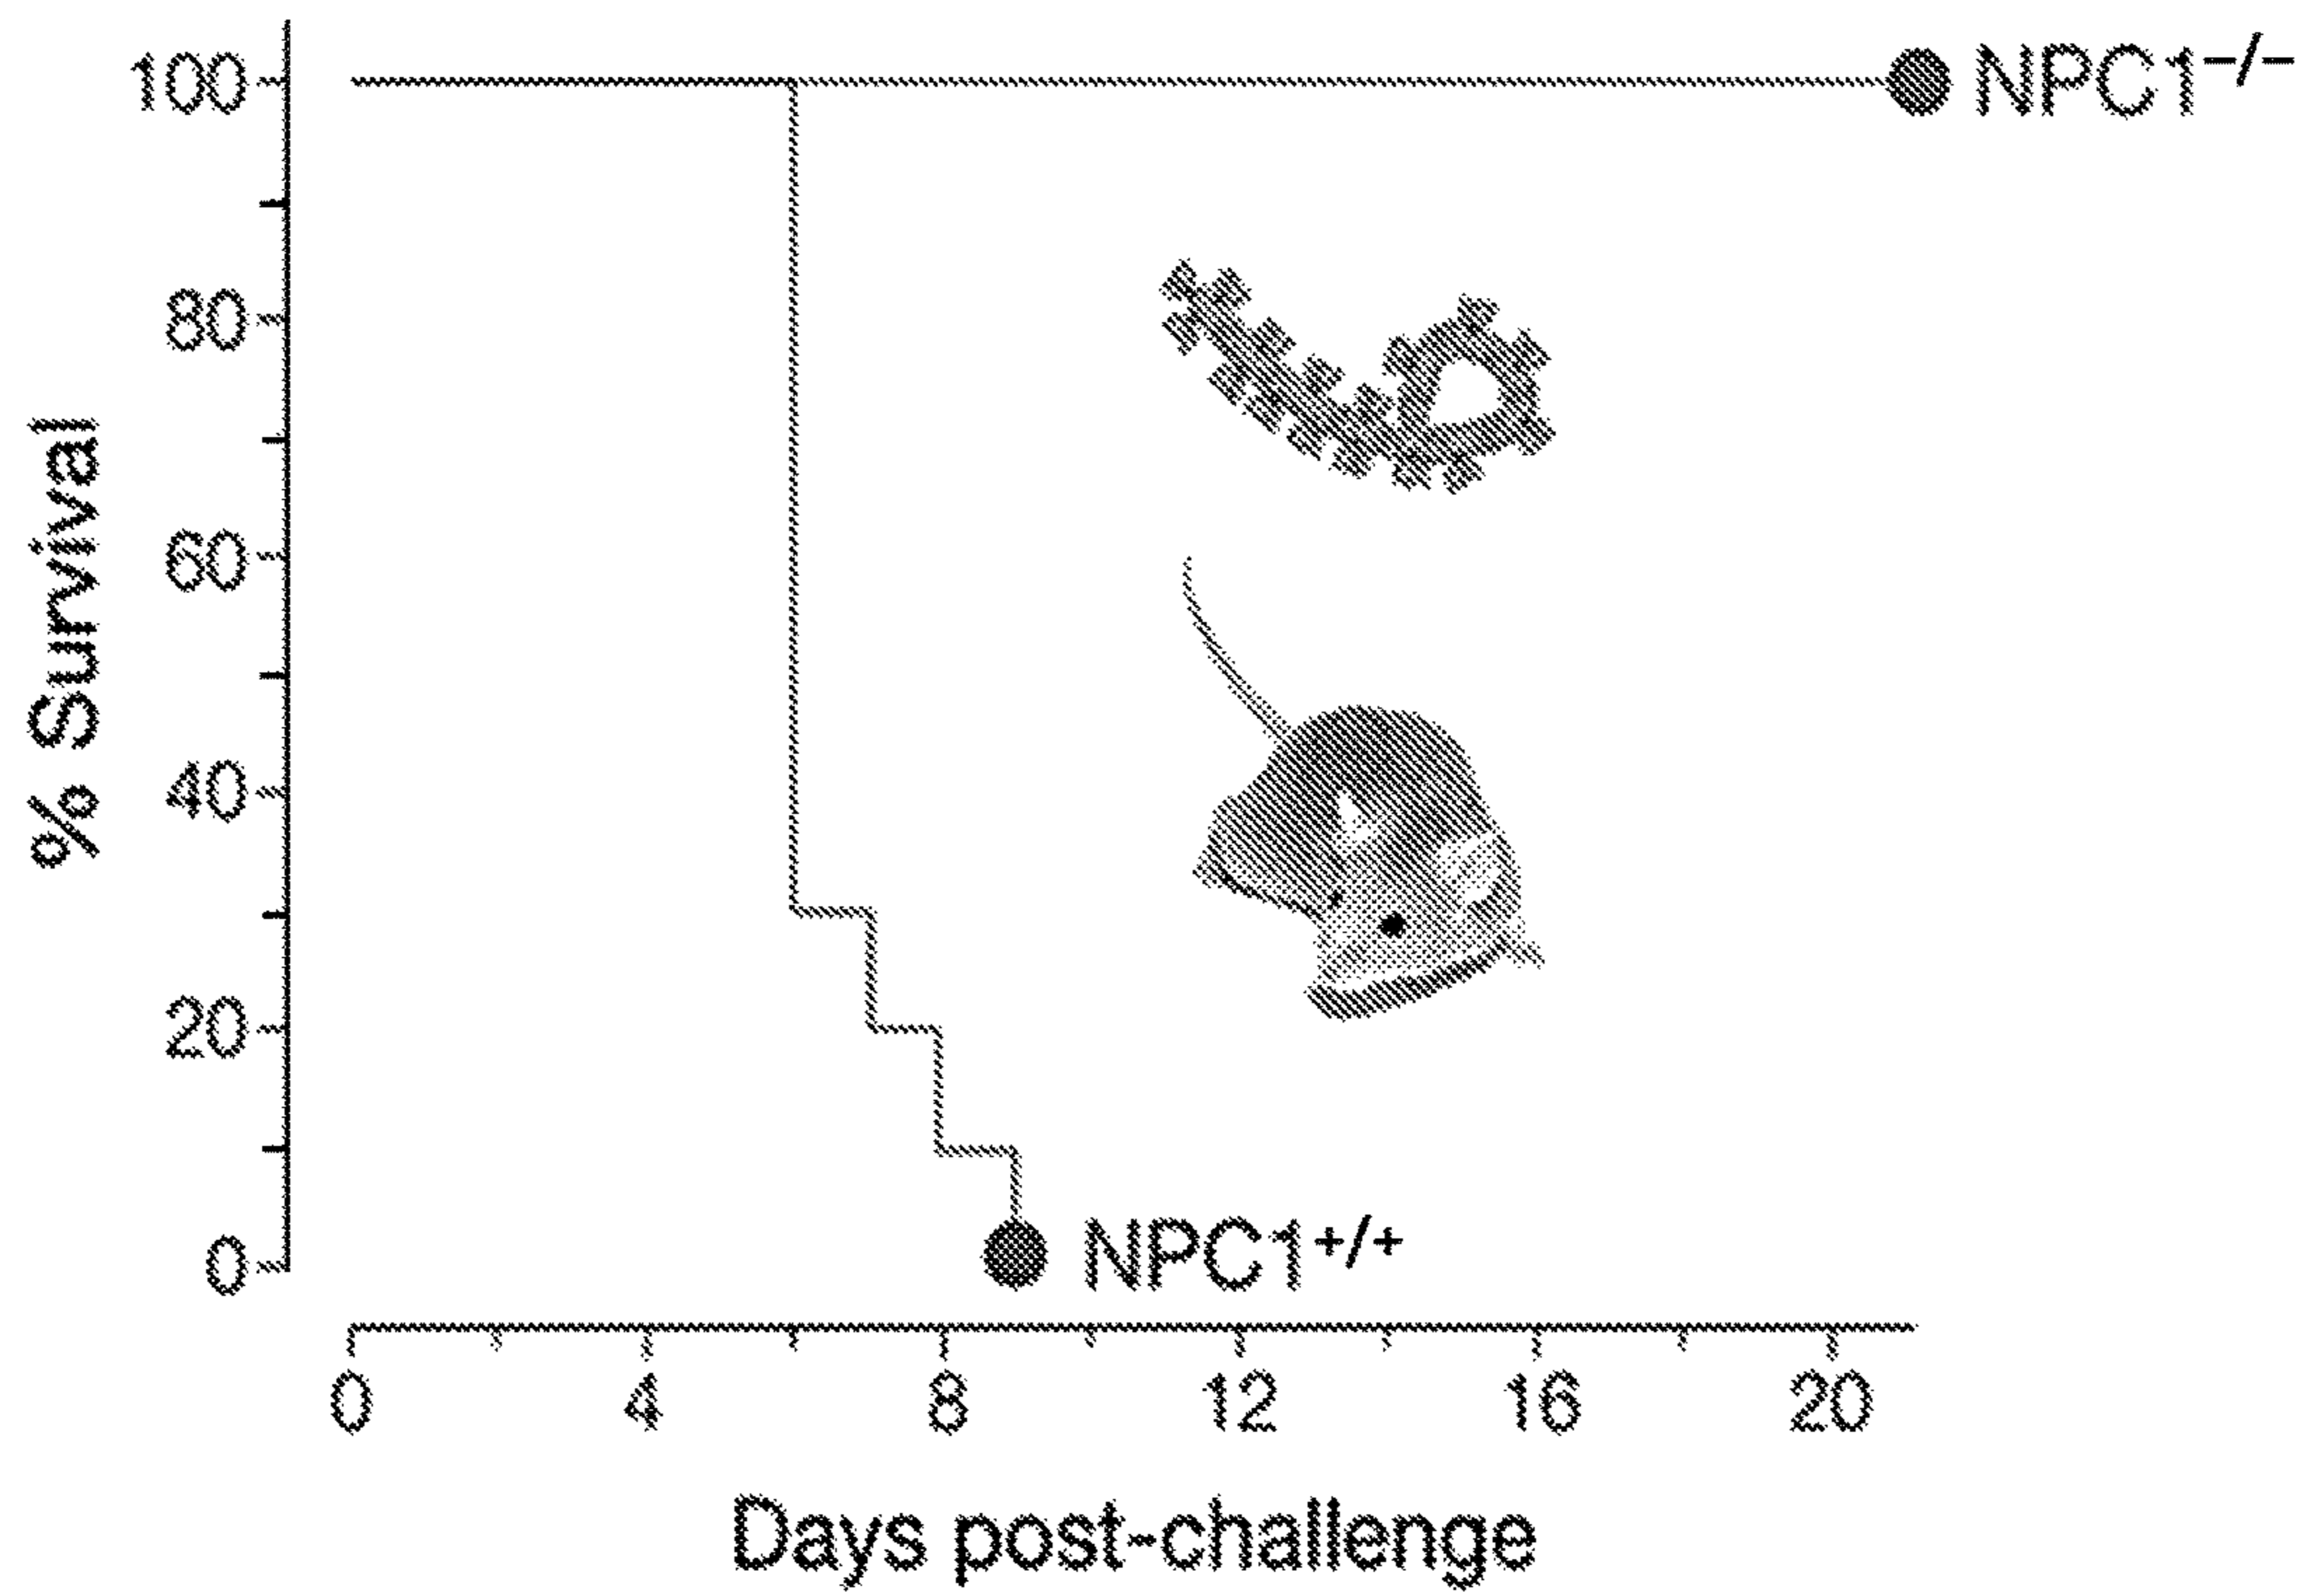 100
80
60
40
20
0
% Survival
NPC1−/−
NPC1+/+
0 4 8 12 16 20
Days post-challenge